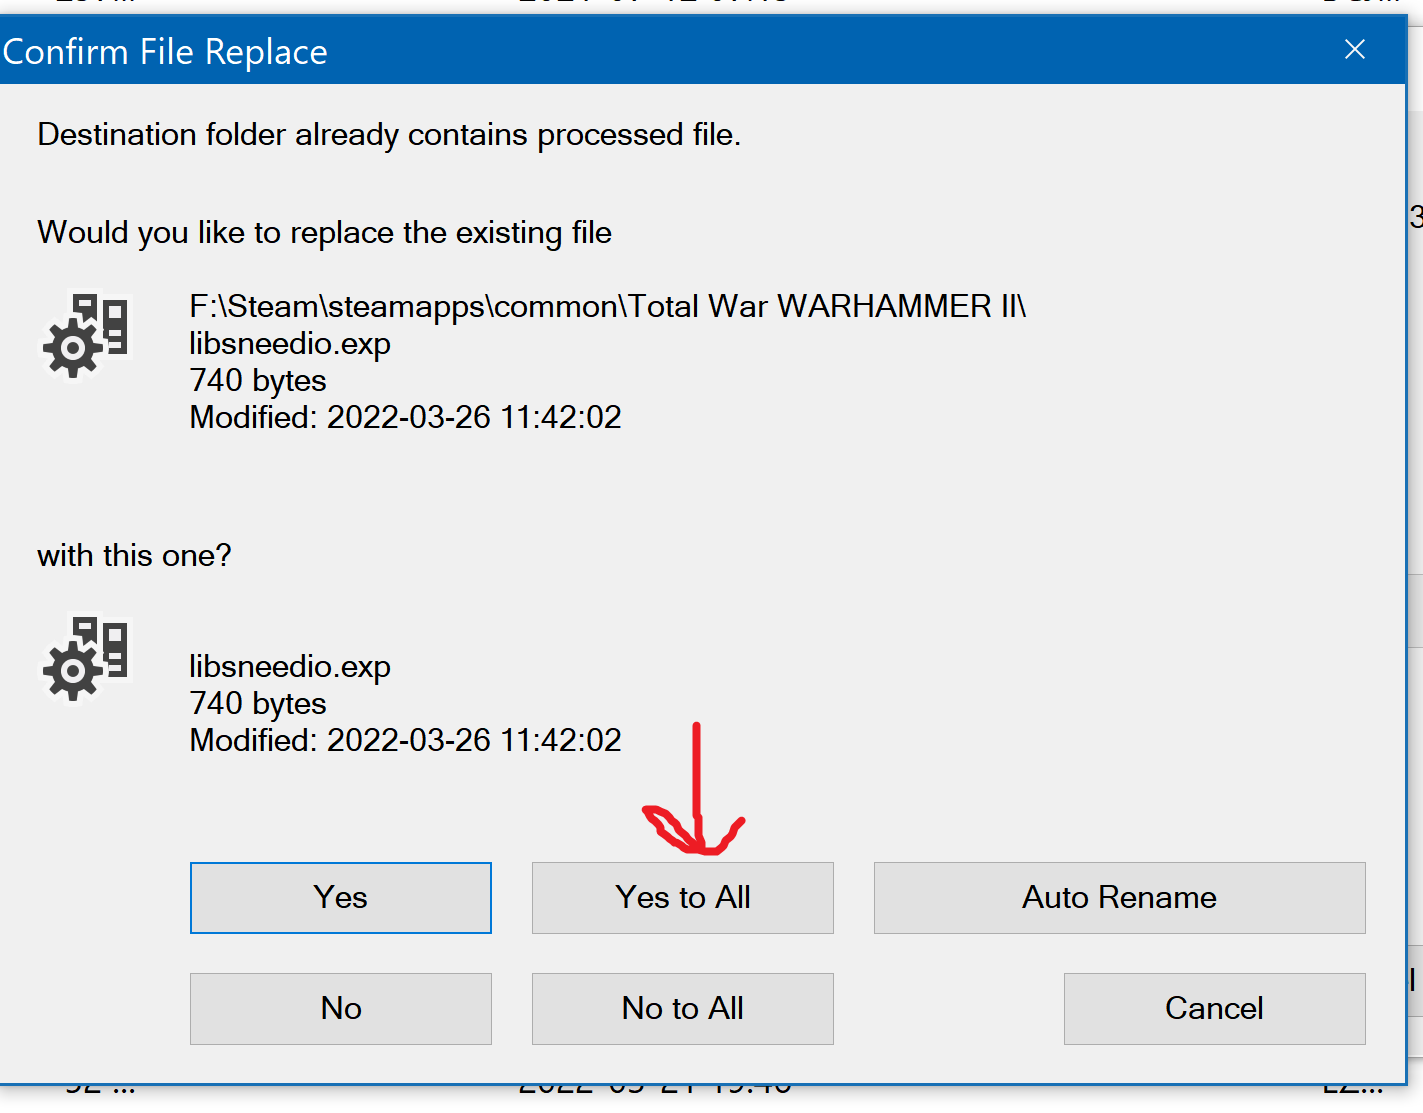 Confirm File Replace
Destination folder already contains processed file.
Would you like to replace the existing file
F:\Steam\steamapps\common\Total War WARHAMMER II\
libsneedio.exp
740 bytes
Modified: 2022-03-26 11:42:02
with this one?
libsneedio.exp
740 bytes
Modified: 2022-03-26 11:42:02
Yes
Yes to All
Auto Rename
No
No to All
Cancel